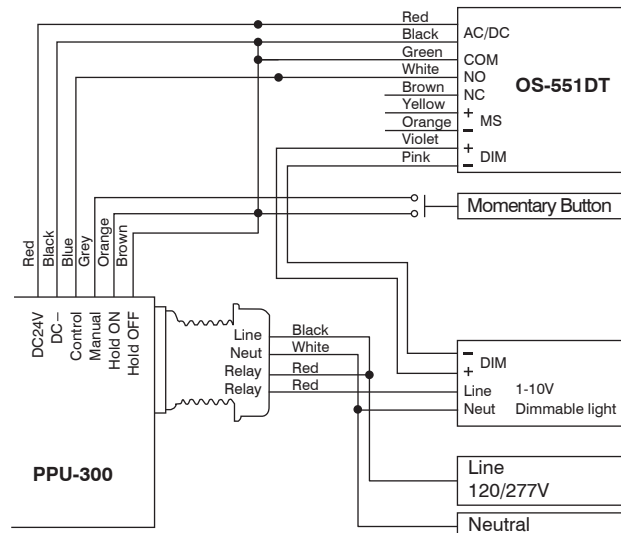 Red
Black
Green
White
Brown
Yellow
Orange
Violet
Pink
AC/DC
COM
NO
NC
+
MS
−
+
DIM
−
OS-551DT
Momentary Button
Red
Black
Blue
Grey
Orange
Brown
DC24V
DC −
Control
Manual
Hold ON
Hold OFF
PPU-300
Line
Neut
Relay
Relay
Black
White
Red
Red
−
DIM
+
Line 1-10V
Neut Dimmable light
Line
120/277V
Neutral